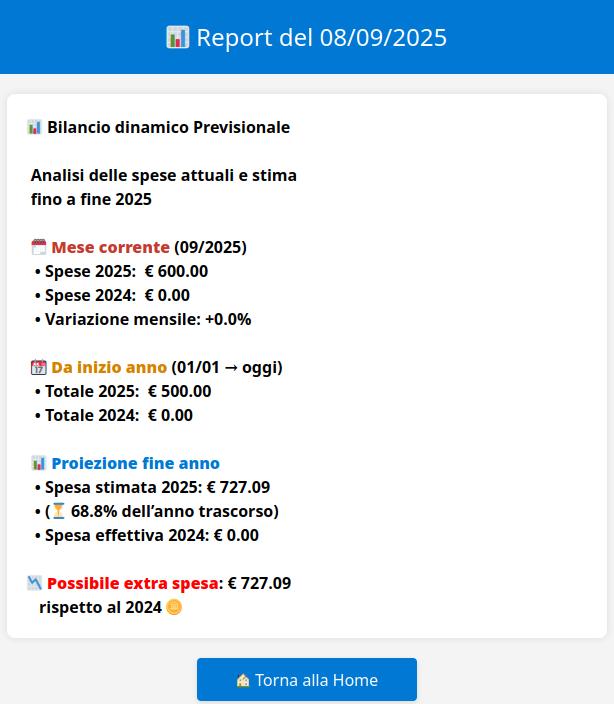 📊 Report del 08/09/2025
📊 Bilancio dinamico Previsionale
Analisi delle spese attuali e stima
fino a fine 2025
🗓️ Mese corrente (09/2025)
• Spese 2025:  € 600.00
• Spese 2024:  € 0.00
• Variazione mensile: +0.0%
📆 Da inizio anno (01/01 → oggi)
• Totale 2025:  € 500.00
• Totale 2024:  € 0.00
📊 Proiezione fine anno
• Spesa stimata 2025: € 727.09
• (⏳ 68.8% dell’anno trascorso)
• Spesa effettiva 2024: € 0.00
📉 Possibile extra spesa: € 727.09
rispetto al 2024 🪙
🏠 Torna alla Home